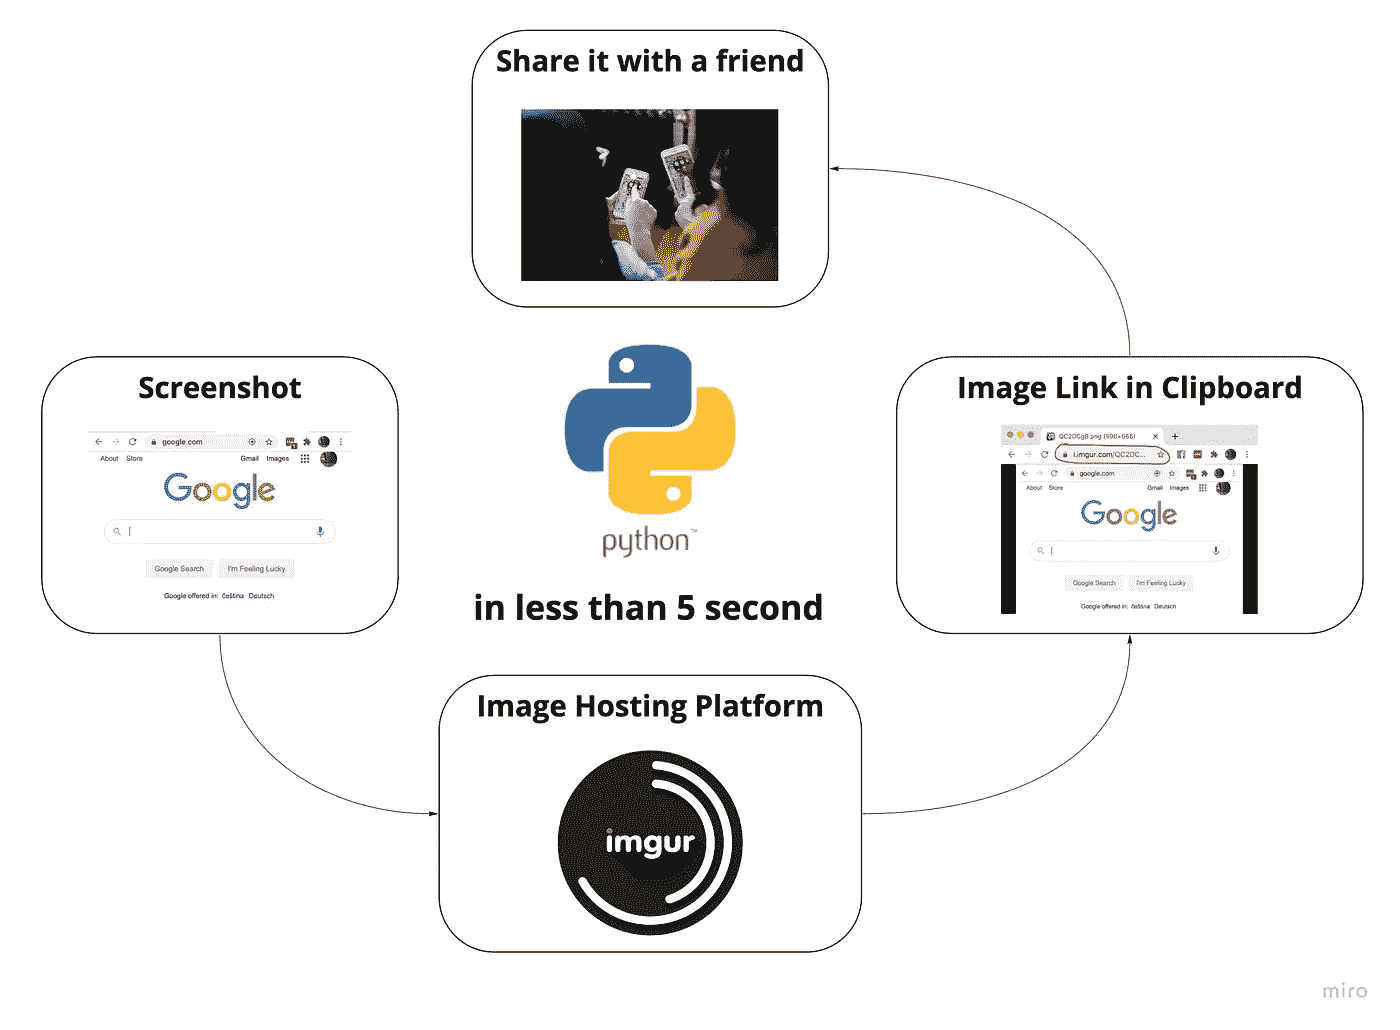 Share it with a friend
Screenshot
google.com
About Store Gmail Images
Google
Google Search I'm Feeling Lucky
Google offered in: čeština Deutsch
python™
in less than 5 second
Image Link in Clipboard
QC2DCgB.png (996×666)
i.imgur.com/QC2DC...
google.com
About Store Gmail Images
Google
Google Search I'm Feeling Lucky
Google offered in: čeština Deutsch
Image Hosting Platform
imgur
miro